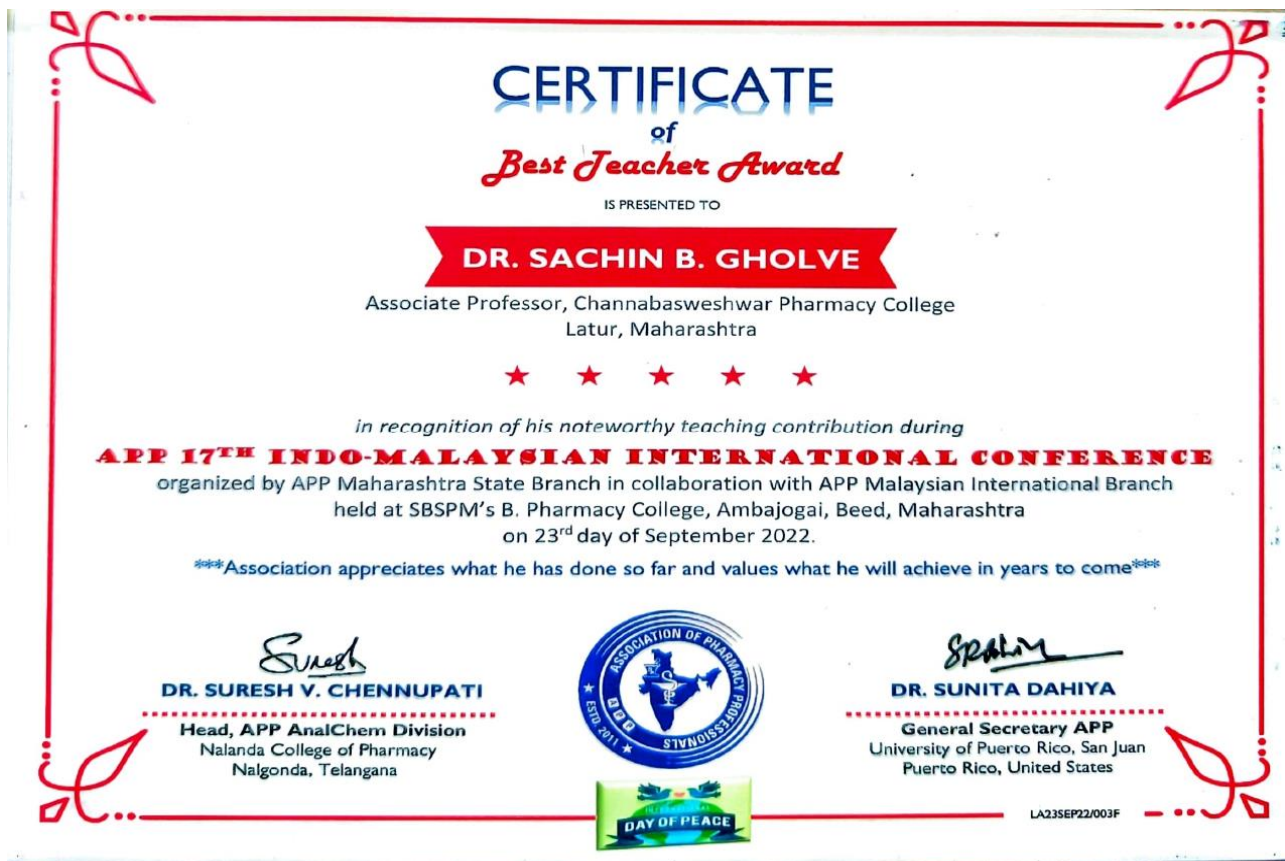 CERTIFICATE
of
Best Teacher Award
IS PRESENTED TO
DR. SACHIN B. GHOLVE
Associate Professor, Channabasweshwar Pharmacy College
Latur, Maharashtra
in recognition of his noteworthy teaching contribution during
APP 17TH INDO-MALAYSIAN INTERNATIONAL CONFERENCE
organized by APP Maharashtra State Branch in collaboration with APP Malaysian International Branch
held at SBSPM's B. Pharmacy College, Ambajogai, Beed, Maharashtra
on 23rd day of September 2022.
***Association appreciates what he has done so far and values what he will achieve in years to come***
Suresh
DR. SURESH V. CHENNUPATI
Head, APP AnalChem Division
Nalanda College of Pharmacy
Nalgonda, Telangana
ASSOCIATION OF PHARMACY PROFESSIONALS
ESTD. 2011
APP
INTERNATIONAL
DAY OF PEACE
DR. SUNITA DAHIYA
General Secretary APP
University of Puerto Rico, San Juan
Puerto Rico, United States
LA23SEP22/003F